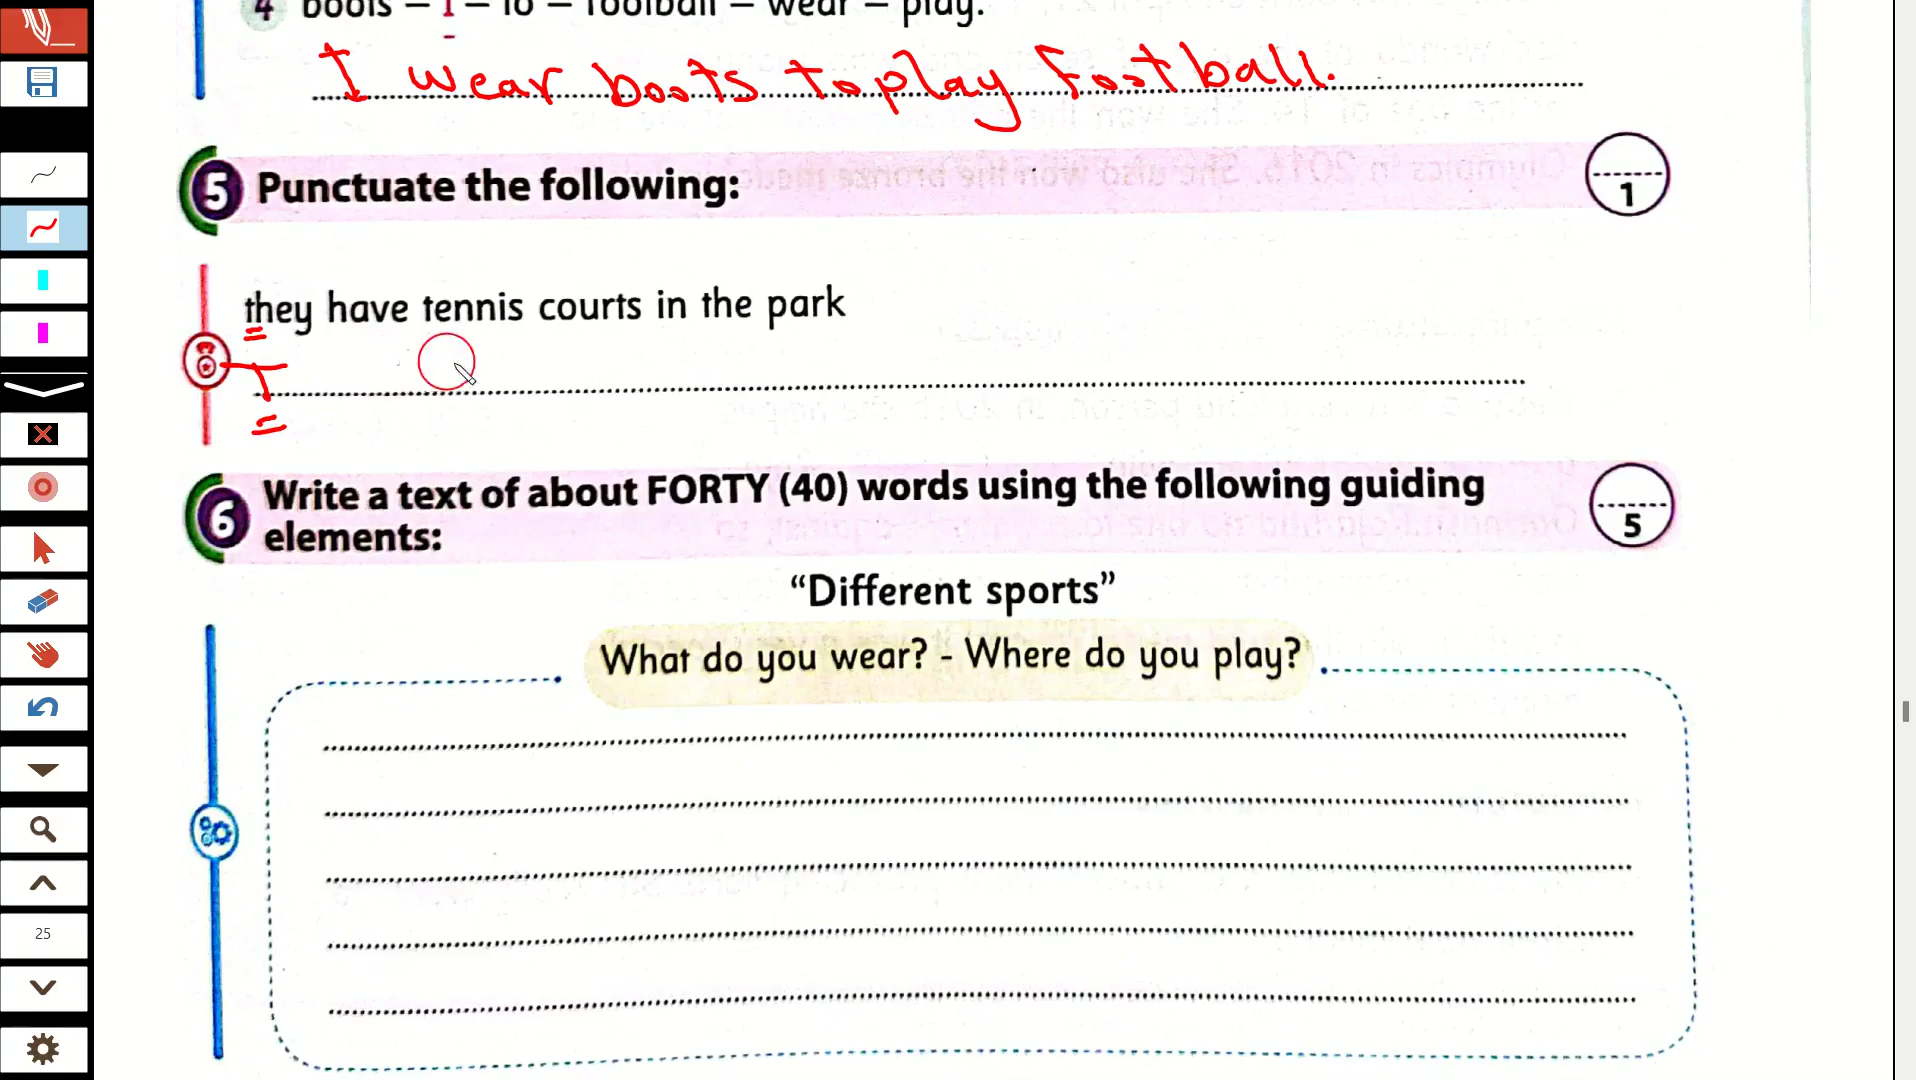 4 boots – I – to – football – wear – play.
I wear boots to play football.
5 Punctuate the following:
1
they have tennis courts in the park
T
6 Write a text of about FORTY (40) words using the following guiding
elements:
5
“Different sports”
What do you wear? - Where do you play?
25